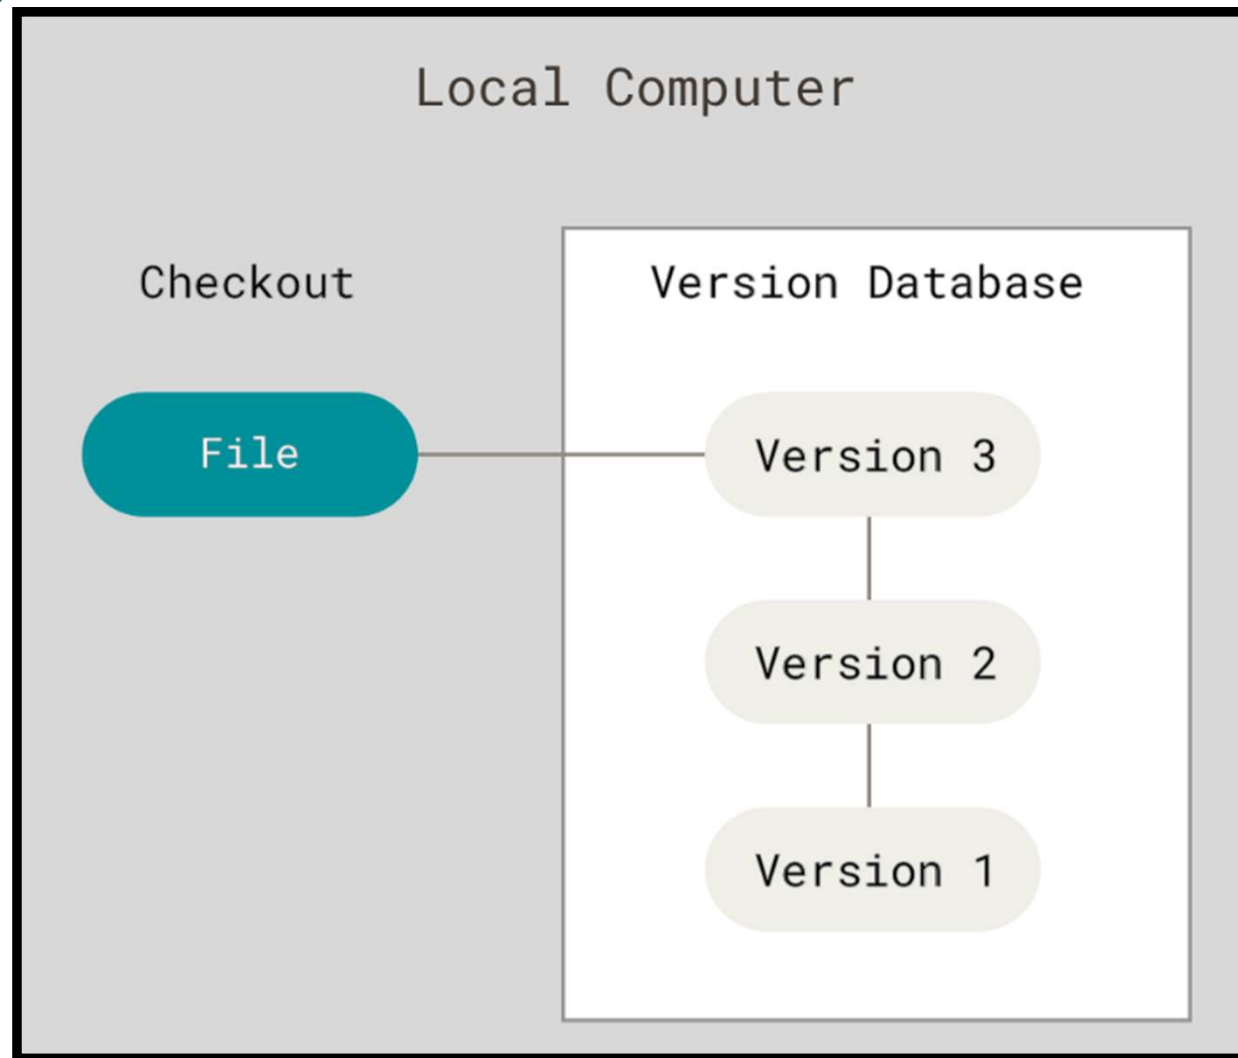 Local Computer
Checkout
Version Database
File
Version 3
Version 2
Version 1